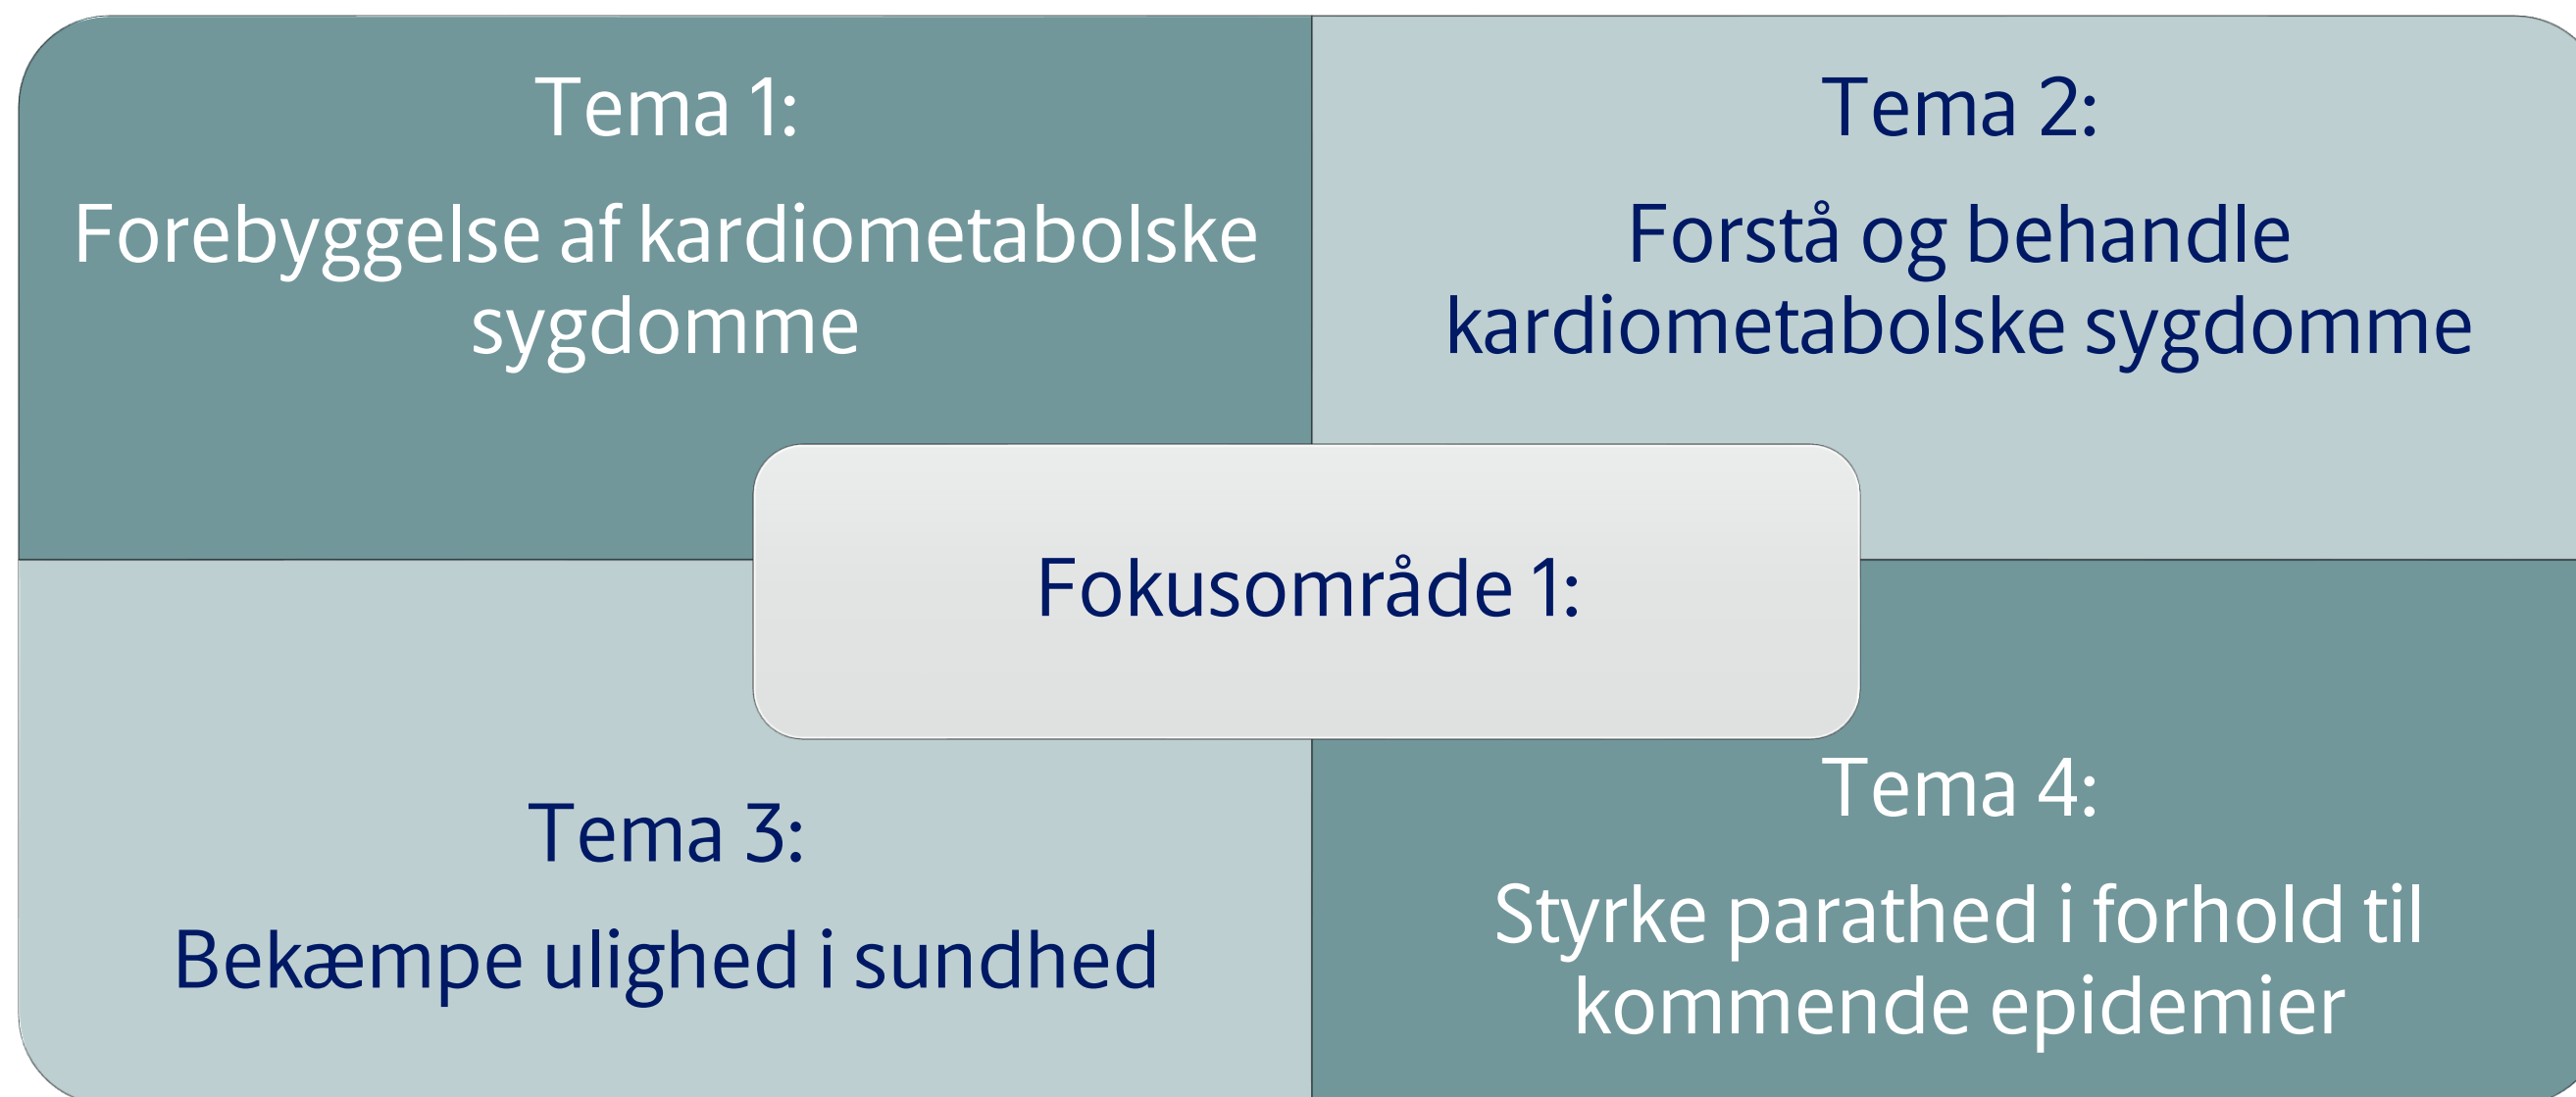 Tema 1:
Forebyggelse af kardiometabolske
sygdomme
Tema 2:
Forstå og behandle
kardiometabolske sygdomme
Fokusområde 1:
Tema 3:
Bekæmpe ulighed i sundhed
Tema 4:
Styrke parathed i forhold til
kommende epidemier